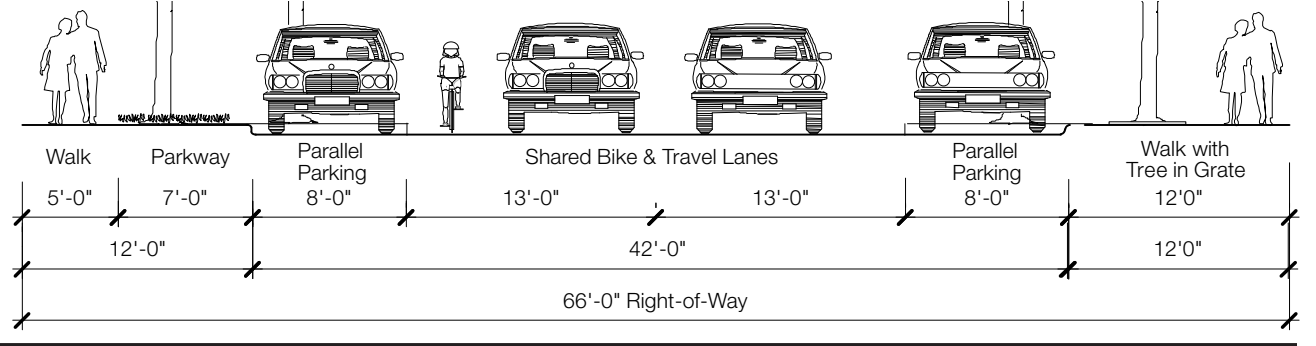 Walk
Parkway
Parallel
Parking
Shared Bike & Travel Lanes
Parallel
Parking
Walk with
Tree in Grate
5'-0"
7'-0"
8'-0"
13'-0"
13'-0"
8'-0"
12'0"
12'-0"
42'-0"
12'0"
66'-0" Right-of-Way